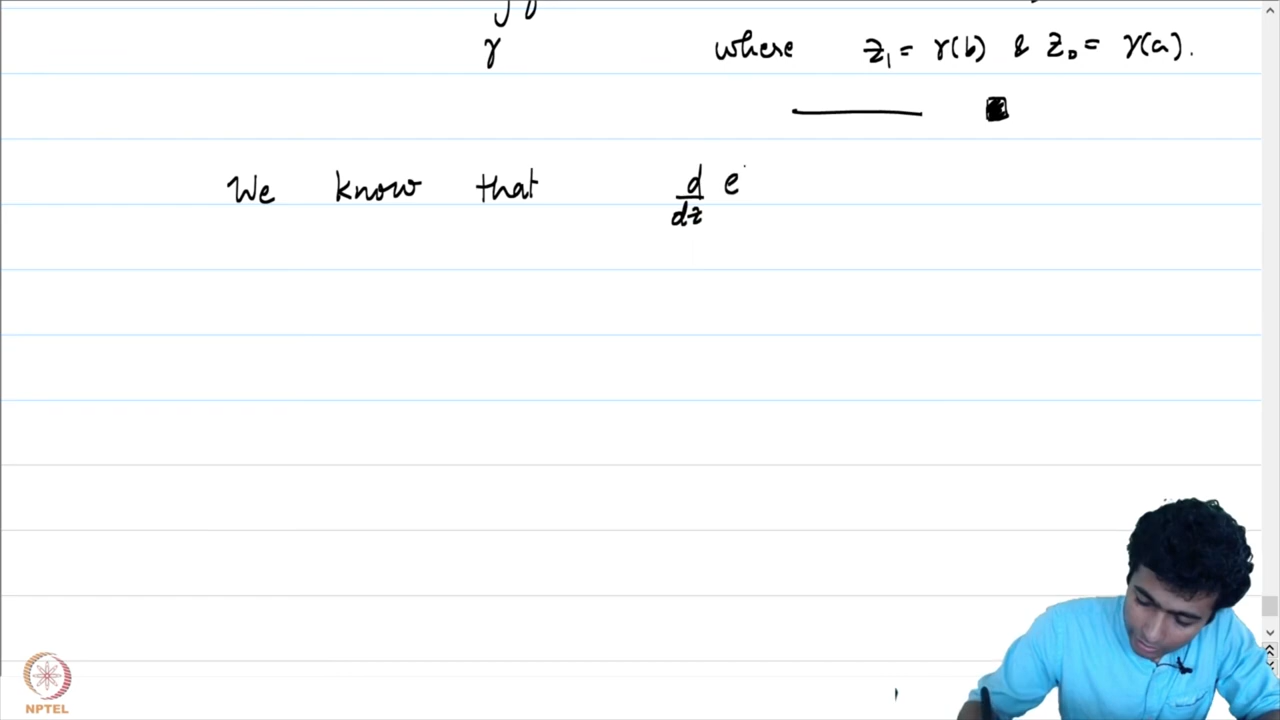 γ where z₁ = γ(b) & z₀ = γ(a).
We know that d/dz e
NPTEL